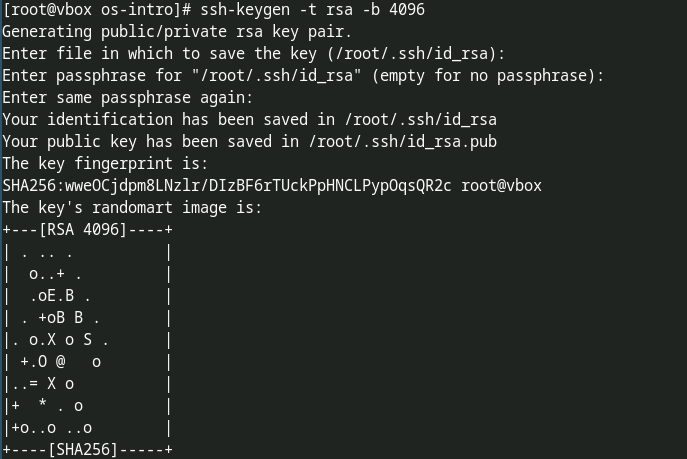 [root@vbox os-intro]# ssh-keygen -t rsa -b 4096
Generating public/private rsa key pair.
Enter file in which to save the key (/root/.ssh/id_rsa):
Enter passphrase for "/root/.ssh/id_rsa" (empty for no passphrase):
Enter same passphrase again:
Your identification has been saved in /root/.ssh/id_rsa
Your public key has been saved in /root/.ssh/id_rsa.pub
The key fingerprint is:
SHA256:wweOCjdpm8LNzlr/DIzBF6rTUckPpHNCLPypOqsQR2c root@vbox
The key's randomart image is:
+---[RSA 4096]----+
| . .. .          |
|  o..+ .         |
|  .oE.B .        |
| . +oB B .       |
|. o.X o S .      |
| +.O @   o       |
|..= X o          |
|+  * . o         |
|+o..o ..o        |
+----[SHA256]-----+